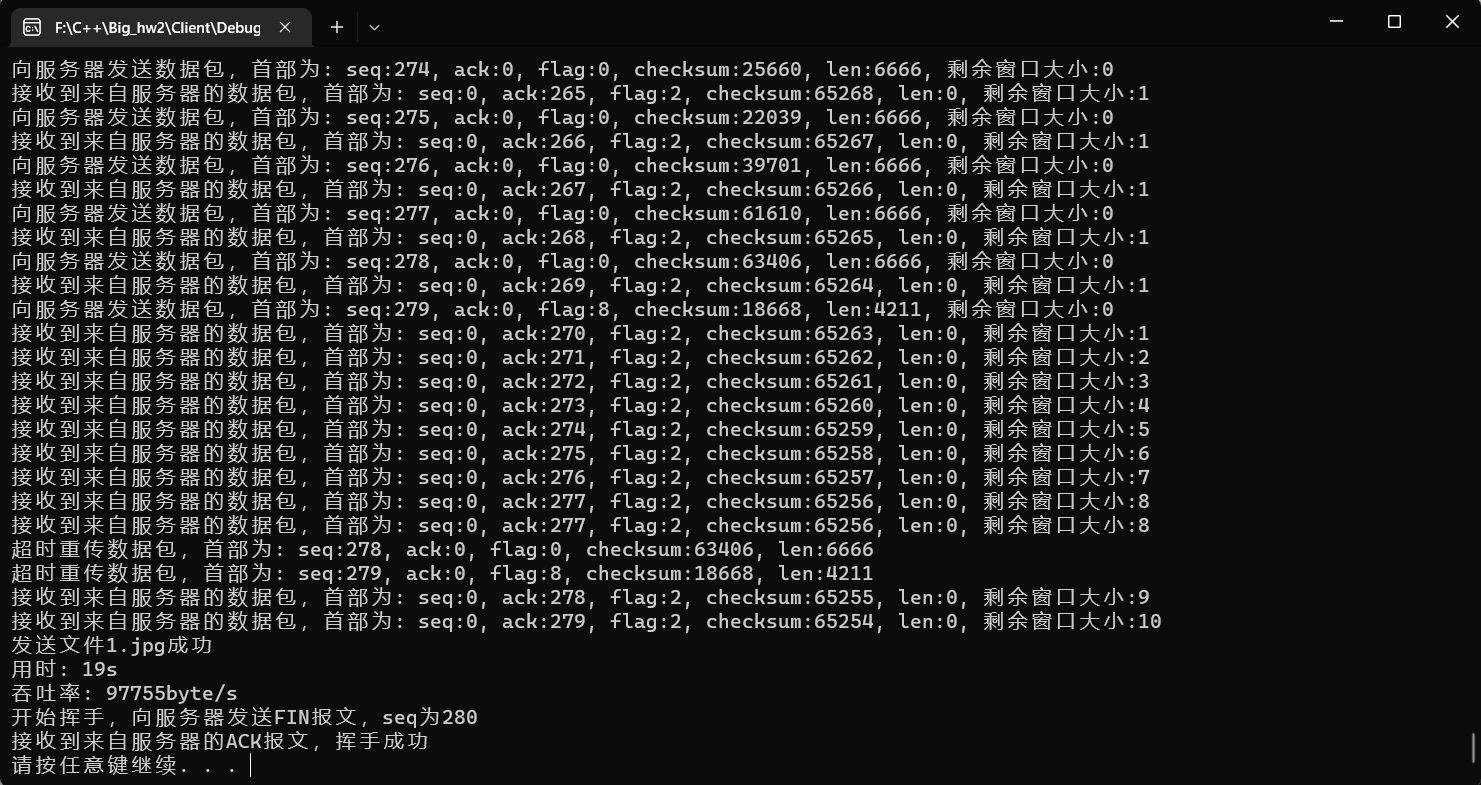 F:\C++\Big_hw2\Client\Debug
向服务器发送数据包, 首部为: seq:274, ack:0, flag:0, checksum:25660, len:6666, 剩余窗口大小:0
接收到来自服务器的数据包, 首部为: seq:0, ack:265, flag:2, checksum:65268, len:0, 剩余窗口大小:1
向服务器发送数据包, 首部为: seq:275, ack:0, flag:0, checksum:22039, len:6666, 剩余窗口大小:0
接收到来自服务器的数据包, 首部为: seq:0, ack:266, flag:2, checksum:65267, len:0, 剩余窗口大小:1
向服务器发送数据包, 首部为: seq:276, ack:0, flag:0, checksum:39701, len:6666, 剩余窗口大小:0
接收到来自服务器的数据包, 首部为: seq:0, ack:267, flag:2, checksum:65266, len:0, 剩余窗口大小:1
向服务器发送数据包, 首部为: seq:277, ack:0, flag:0, checksum:61610, len:6666, 剩余窗口大小:0
接收到来自服务器的数据包, 首部为: seq:0, ack:268, flag:2, checksum:65265, len:0, 剩余窗口大小:1
向服务器发送数据包, 首部为: seq:278, ack:0, flag:0, checksum:63406, len:6666, 剩余窗口大小:0
接收到来自服务器的数据包, 首部为: seq:0, ack:269, flag:2, checksum:65264, len:0, 剩余窗口大小:1
向服务器发送数据包, 首部为: seq:279, ack:0, flag:8, checksum:18668, len:4211, 剩余窗口大小:0
接收到来自服务器的数据包, 首部为: seq:0, ack:270, flag:2, checksum:65263, len:0, 剩余窗口大小:1
接收到来自服务器的数据包, 首部为: seq:0, ack:271, flag:2, checksum:65262, len:0, 剩余窗口大小:2
接收到来自服务器的数据包, 首部为: seq:0, ack:272, flag:2, checksum:65261, len:0, 剩余窗口大小:3
接收到来自服务器的数据包, 首部为: seq:0, ack:273, flag:2, checksum:65260, len:0, 剩余窗口大小:4
接收到来自服务器的数据包, 首部为: seq:0, ack:274, flag:2, checksum:65259, len:0, 剩余窗口大小:5
接收到来自服务器的数据包, 首部为: seq:0, ack:275, flag:2, checksum:65258, len:0, 剩余窗口大小:6
接收到来自服务器的数据包, 首部为: seq:0, ack:276, flag:2, checksum:65257, len:0, 剩余窗口大小:7
接收到来自服务器的数据包, 首部为: seq:0, ack:277, flag:2, checksum:65256, len:0, 剩余窗口大小:8
接收到来自服务器的数据包, 首部为: seq:0, ack:277, flag:2, checksum:65256, len:0, 剩余窗口大小:8
超时重传数据包, 首部为: seq:278, ack:0, flag:0, checksum:63406, len:6666
超时重传数据包, 首部为: seq:279, ack:0, flag:8, checksum:18668, len:4211
接收到来自服务器的数据包, 首部为: seq:0, ack:278, flag:2, checksum:65255, len:0, 剩余窗口大小:9
接收到来自服务器的数据包, 首部为: seq:0, ack:279, flag:2, checksum:65254, len:0, 剩余窗口大小:10
发送文件1.jpg成功
用时: 19s
吞吐率: 97755byte/s
开始挥手, 向服务器发送FIN报文, seq为280
接收到来自服务器的ACK报文, 挥手成功
请按任意键继续. . .